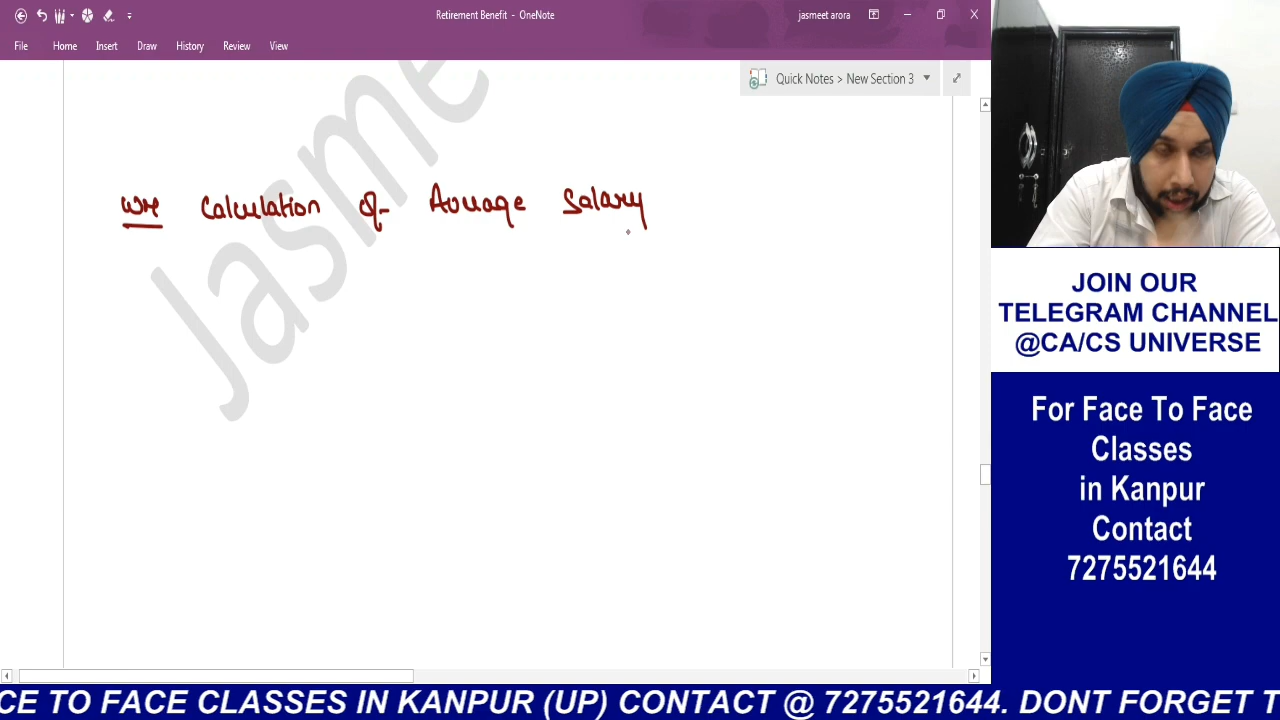 Retirement Benefit - OneNote
jasmeet arora
File Home Insert Draw History Review View
Quick Notes > New Section 3
Jasme
WN Calculation of Average Salary
JOIN OUR
TELEGRAM CHANNEL
@CA/CS UNIVERSE
For Face To Face
Classes
in Kanpur
Contact
7275521644
CE TO FACE CLASSES IN KANPUR (UP) CONTACT @ 7275521644. DONT FORGET T